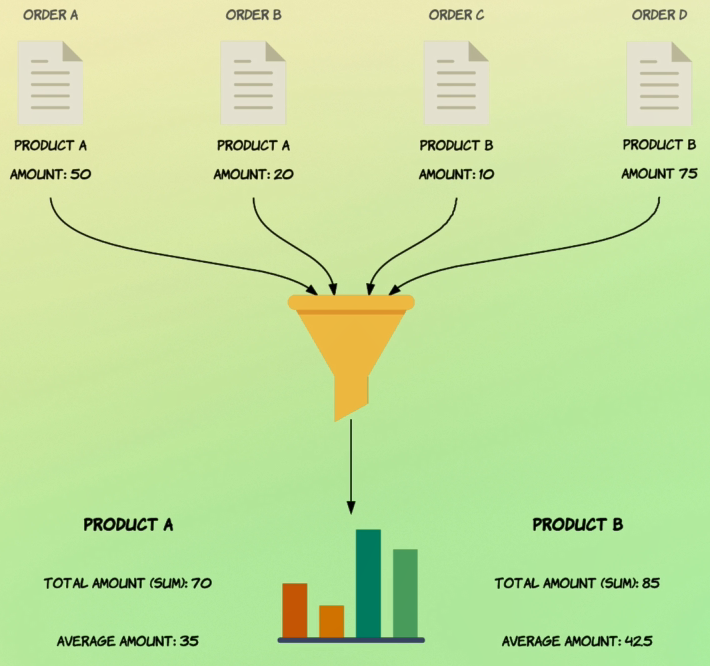 ORDER A
ORDER B
ORDER C
ORDER D
PRODUCT A
PRODUCT A
PRODUCT B
PRODUCT B
AMOUNT: 50
AMOUNT: 20
AMOUNT: 10
AMOUNT 75
PRODUCT A
PRODUCT B
TOTAL AMOUNT (SUM): 70
TOTAL AMOUNT (SUM): 85
AVERAGE AMOUNT: 35
AVERAGE AMOUNT: 42.5